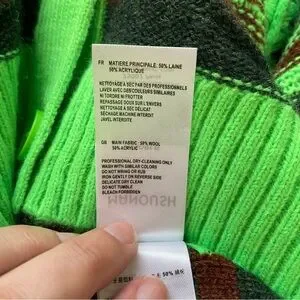 FR MATIERE PRINCIPALE. 50% LAINE
50% ACRYLIQUE
NETTOYAGE A SEC PAR DES PROFESSIONNELS
LAVER AVEC DES COULEURS SIMILAIRES
NI TORDRE NI FROTTER
REPASSAGE DOUX SUR L'ENVERS
NETTOYAGE A SEC DÉLICAT
SECHAGE MACHINE INTERDIT
JAVEL INTERDITE
GB MAIN FABRIC 50% WOOL
50% ACRYLIC
PROFESSIONAL DRY-CLEANING ONLY
WASH WITH SIMILAR COLORS
DO NOT WRING OR RUB
IRON GENTLY ON REVERSE SIDE
DELICATE DRY CLEAN
DO NOT TUMBLE
BLEACH FORBIDDEN
MANOUSH
50%